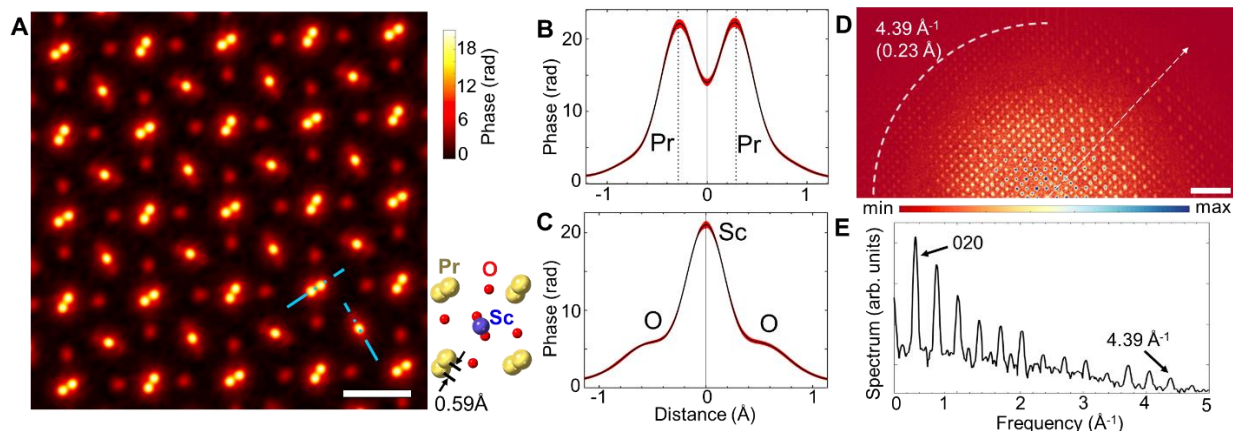 A
18
12
6
0
Phase (rad)
Pr
O
Sc
0.59Å
B
20
10
0
Phase (rad)
Pr
Pr
-1
0
1
C
20
10
0
Phase (rad)
Sc
O
O
-1
0
1
Distance (Å)
D
4.39 Å-1
(0.23 Å)
min
max
E
020
4.39 Å-1
Spectrum (arb. units)
0
1
2
3
4
5
Frequency (Å-1)